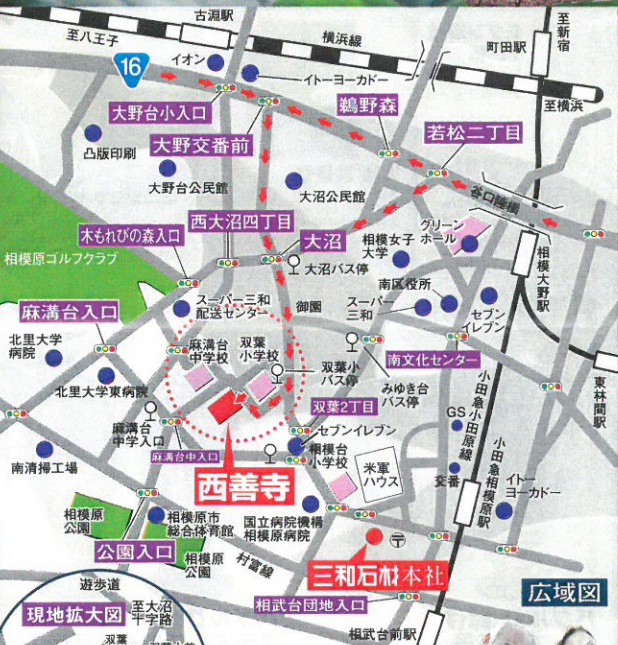 古淵駅
至八王子
横浜線
町田駅
至新宿
16
イオン
イトーヨーカドー
至横浜
大野台小入口
鵜野森
凸版印刷
大野交番前
若松二丁目
大野台公民館
大沼公民館
谷口陸橋
西大沼四丁目
グリーン
ホール
木もれびの森入口
大沼
相模女子
大学
相模原ゴルフクラブ
大沼バス停
相模大野駅
南区役所
スーパー三和
配送センター
御園
スーパー
三和
セブン
イレブン
麻溝台入口
北里大学
病院
麻溝台
中学校
双葉
小学校
双葉小
バス停
南文化センター
みゆき台
バス停
東林間駅
北里大学東病院
双葉2丁目
GS
小田急小田原線
麻溝台
中学入口
セブンイレブン
麻溝台中入口
相模台
小学校
米軍
ハウス
交番
小田急相模原駅
イトー
ヨーカドー
南清掃工場
西善寺
相模原
公園
相模原市
総合体育館
国立病院機構
相模原病院
公園入口
相模原
公園
村富線
三和石材本社
遊歩道
広域図
現地拡大図
至大沼
十字路
相武台団地入口
双葉
相武台前駅